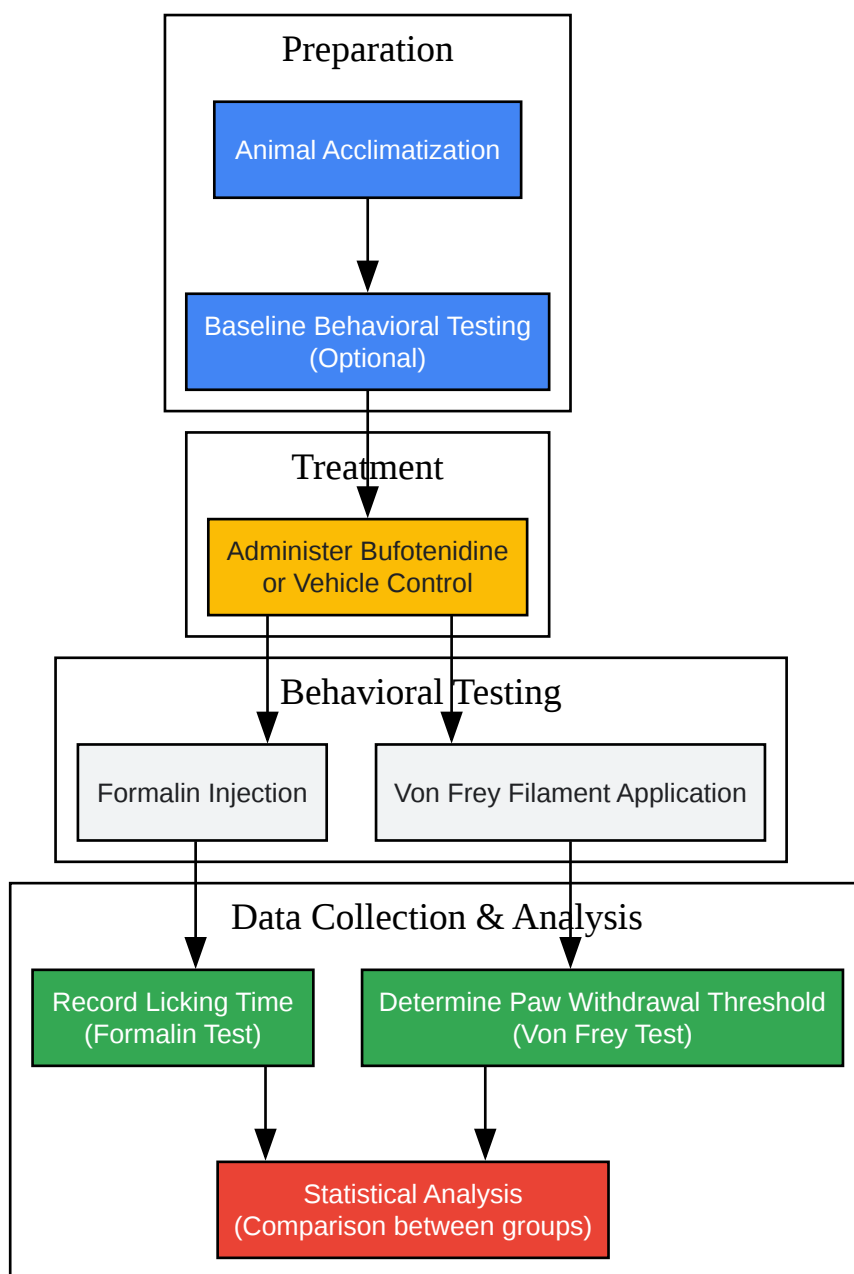 Preparation
Animal Acclimatization
Baseline Behavioral Testing
(Optional)
Treatment
Administer Bufotenidine
or Vehicle Control
Behavioral Testing
Formalin Injection
Von Frey Filament Application
Data Collection & Analysis
Record Licking Time
(Formalin Test)
Determine Paw Withdrawal Threshold
(Von Frey Test)
Statistical Analysis
(Comparison between groups)